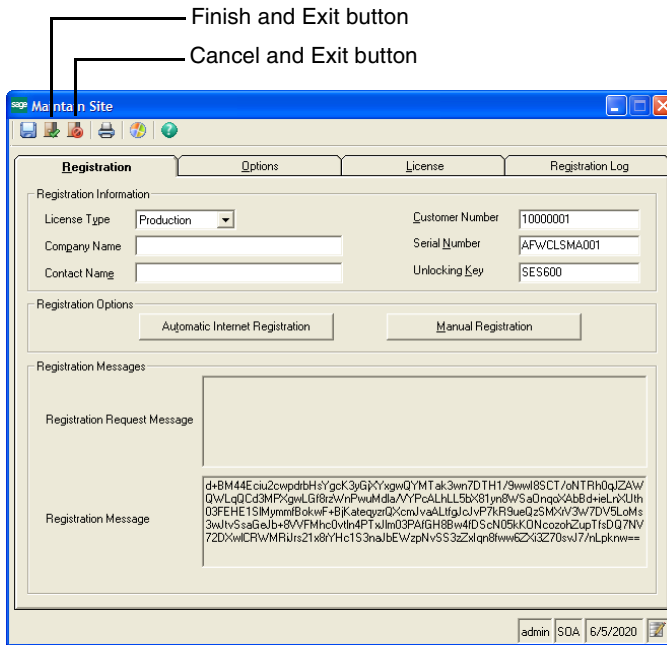 Finish and Exit button
Cancel and Exit button
sage Maintain Site
Registration Options License Registration Log
Registration Information
License Type Production Customer Number 10000001
Company Name Serial Number AFWCLSMA001
Contact Name Unlocking Key SES600
Registration Options
Automatic Internet Registration Manual Registration
Registration Messages
Registration Request Message
Registration Message
admin SOA 6/5/2020